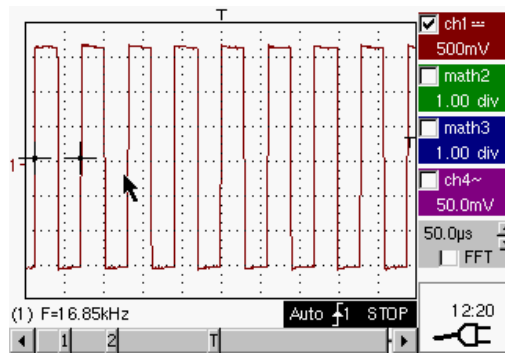 T
ch1
500mV
math2
1.00 div
math3
1.00 div
ch4~
50.0mV
T
1
50.0µs
FFT
(1) F=16.85kHz
Auto 1 STOP
12:20
1 2 T